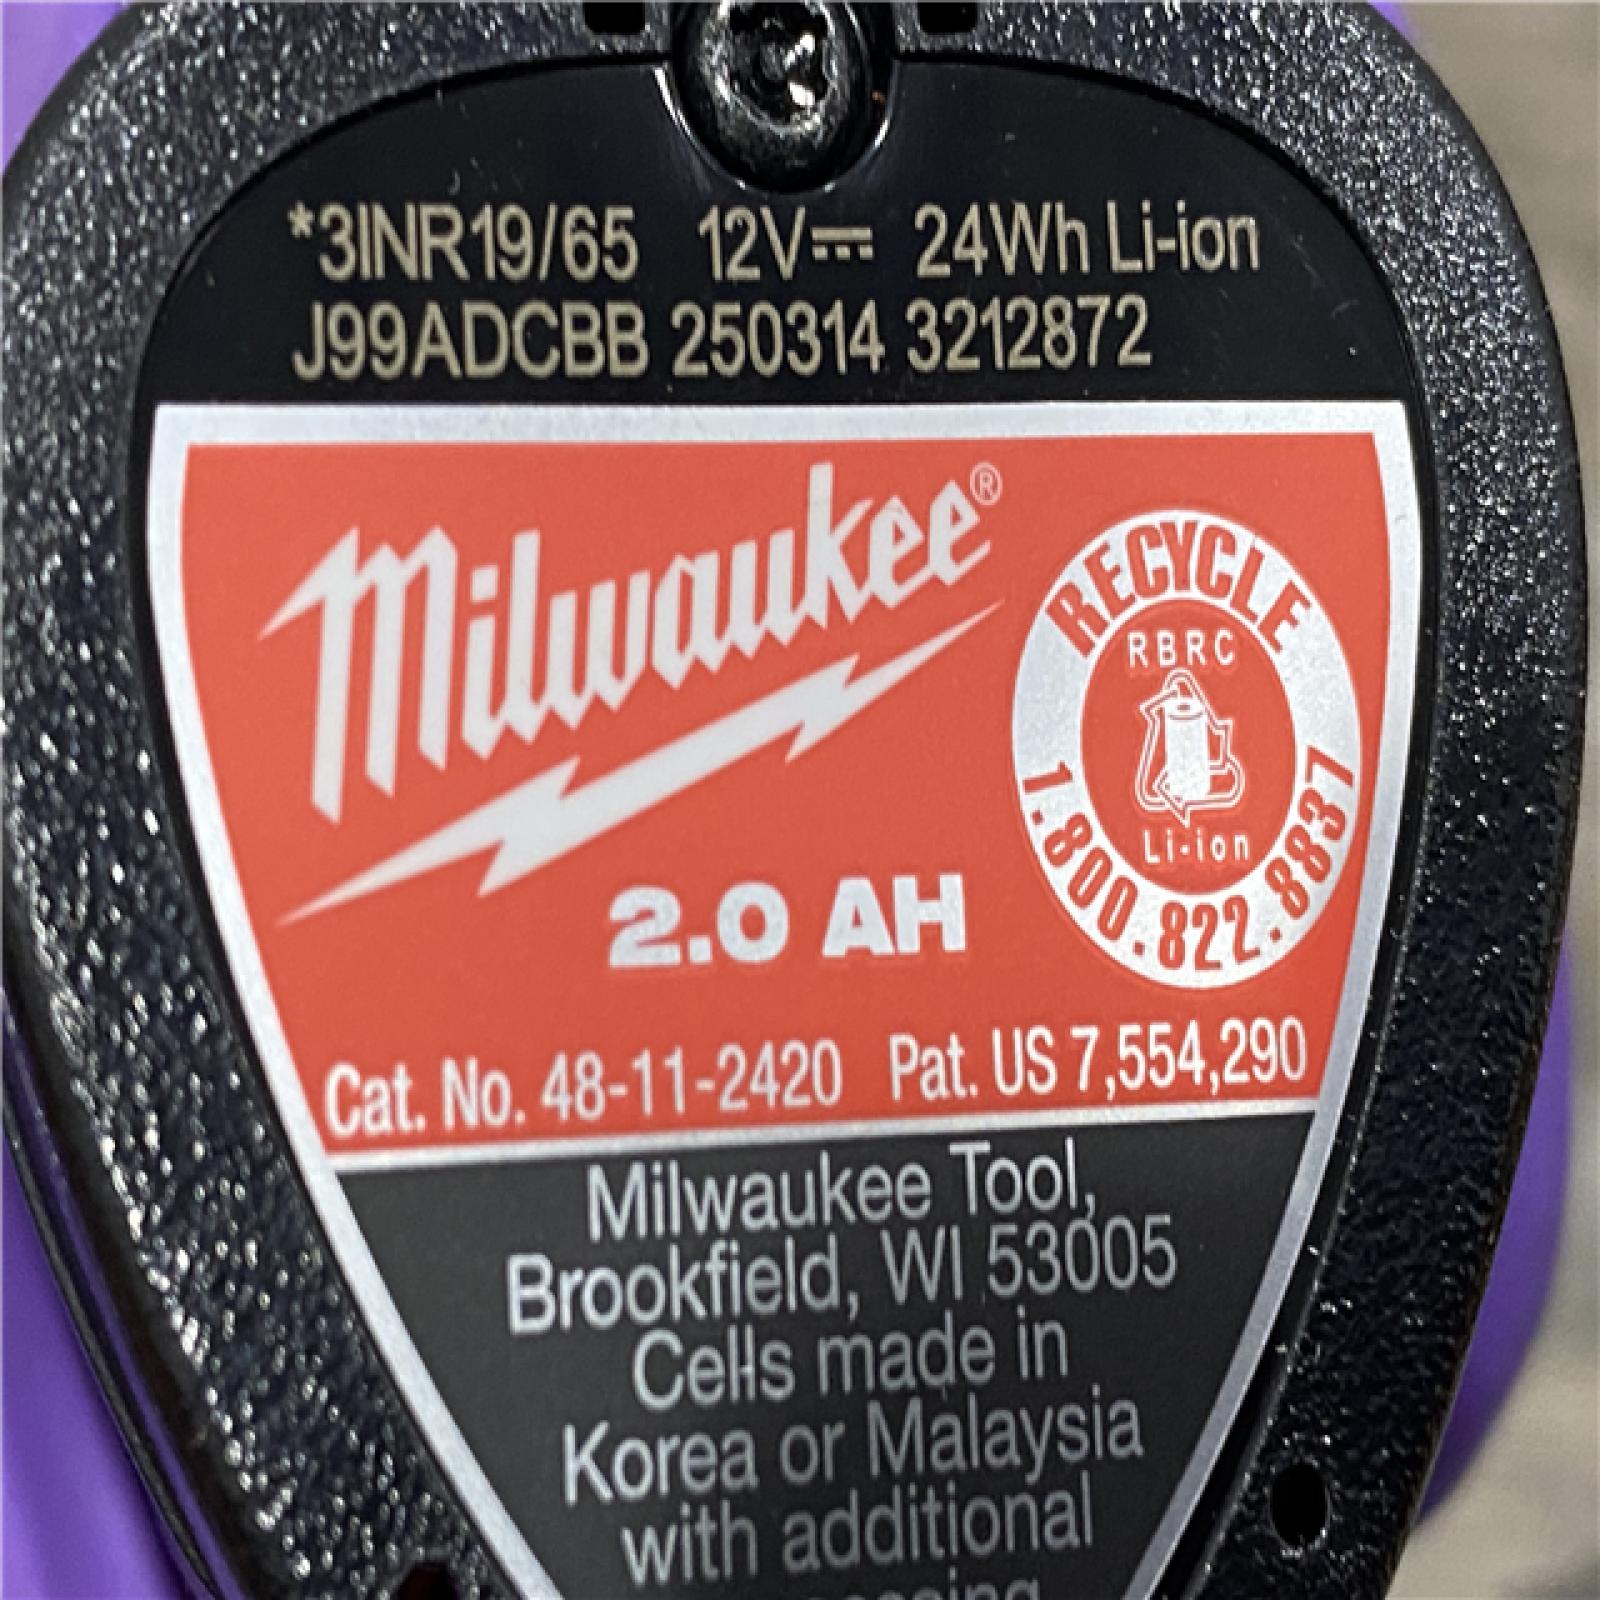 *3INR19/65 12V⎓ 24Wh Li-ion
J99ADCBB 250314 3212872
Milwaukee®
RECYCLE
RBRC
Li-ion
1.800.822.8837
2.0 AH
Cat. No. 48-11-2420 Pat. US 7,554,290
Milwaukee Tool,
Brookfield, WI 53005
Cells made in
Korea or Malaysia
with additional